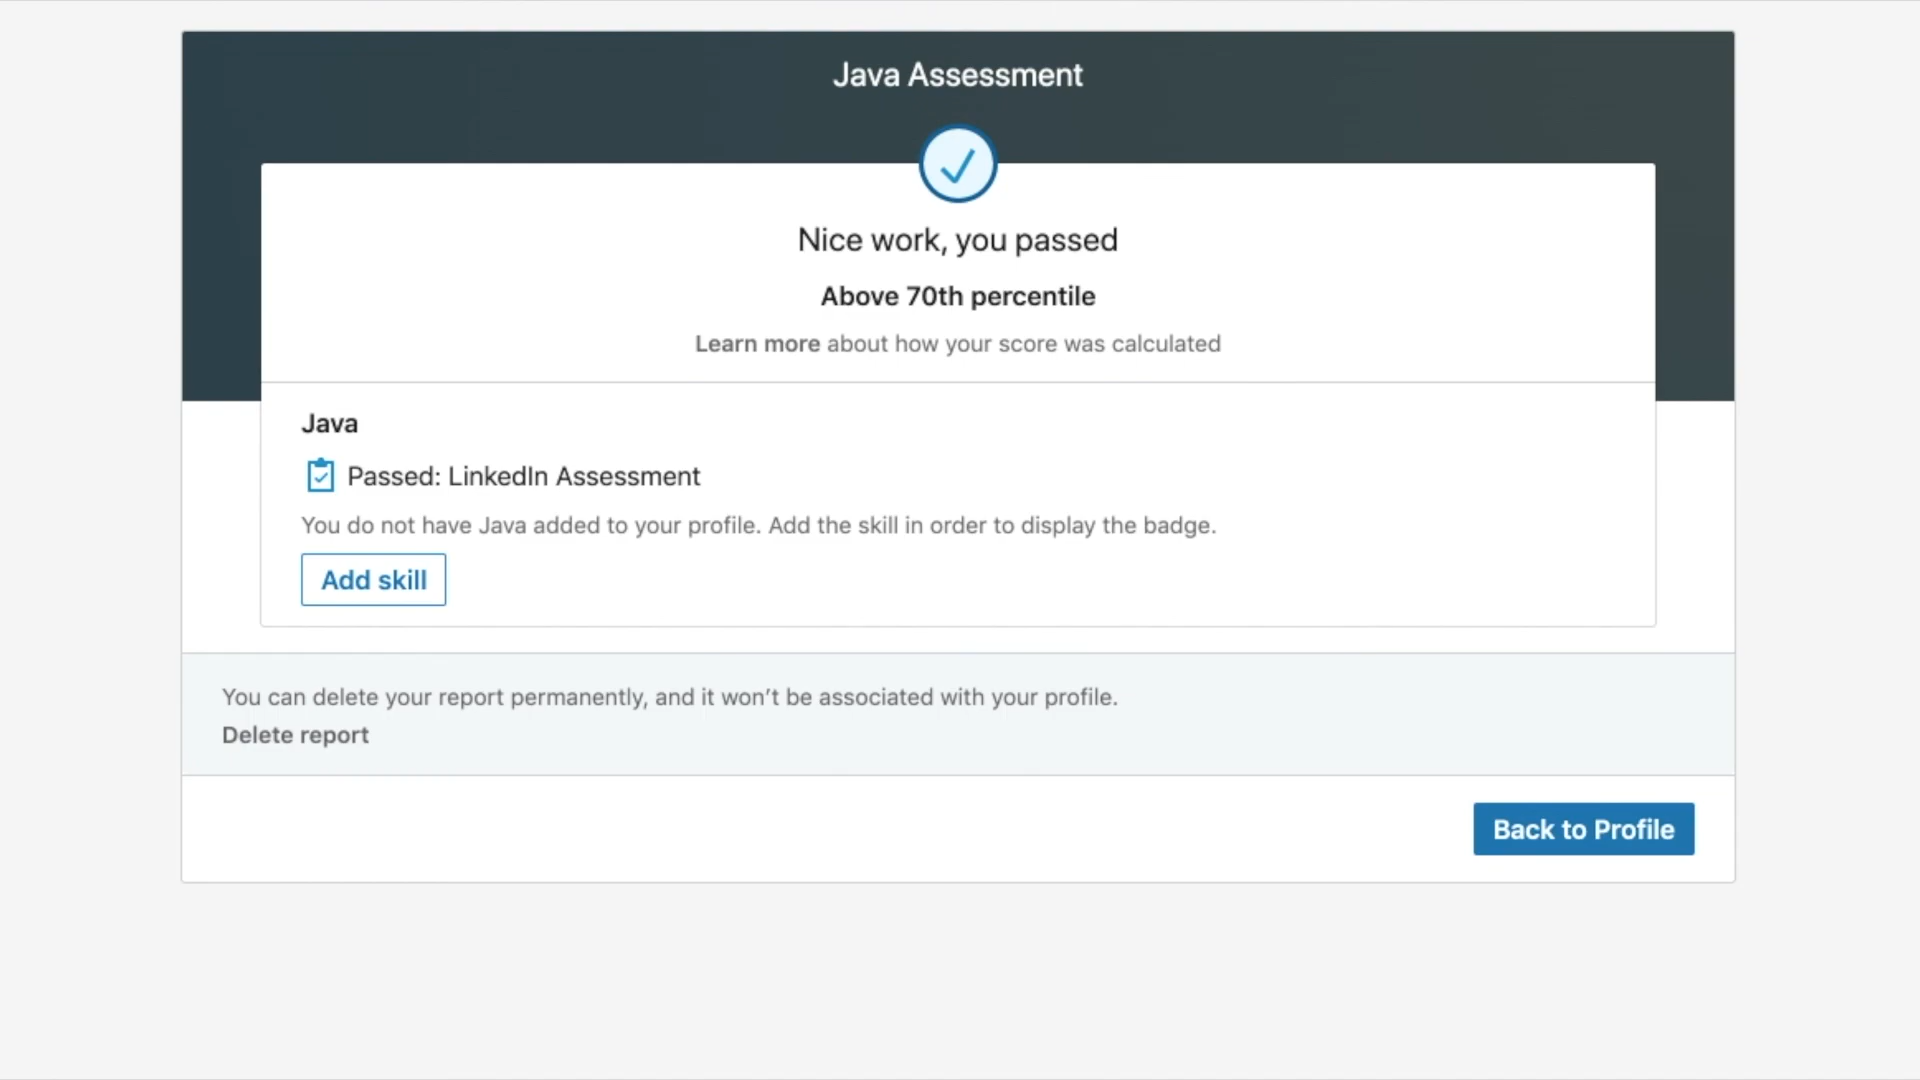 Java Assessment
Nice work, you passed
Above 70th percentile
Learn more about how your score was calculated
Java
Passed: LinkedIn Assessment
You do not have Java added to your profile. Add the skill in order to display the badge.
Add skill
You can delete your report permanently, and it won’t be associated with your profile.
Delete report
Back to Profile